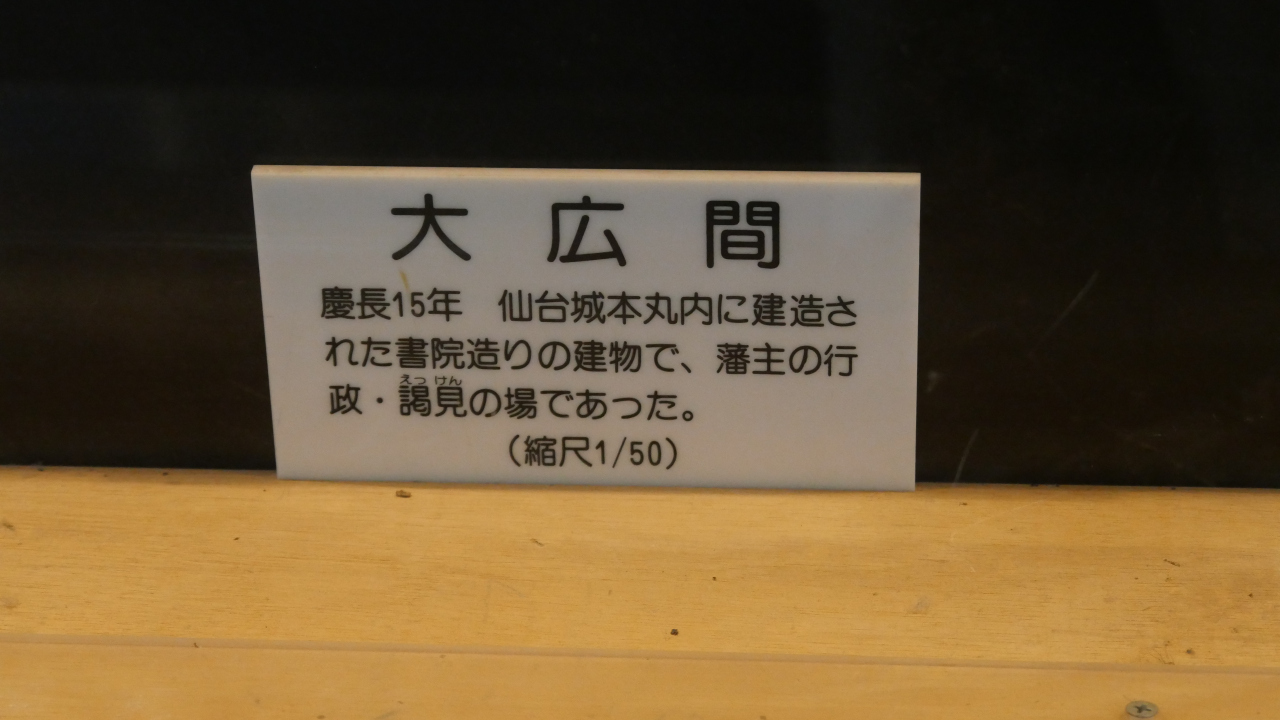 大広間
慶長15年　仙台城本丸内に建造さ
れた書院造りの建物で、藩主の行
えっけん
政・謁見の場であった。
(縮尺1/50)